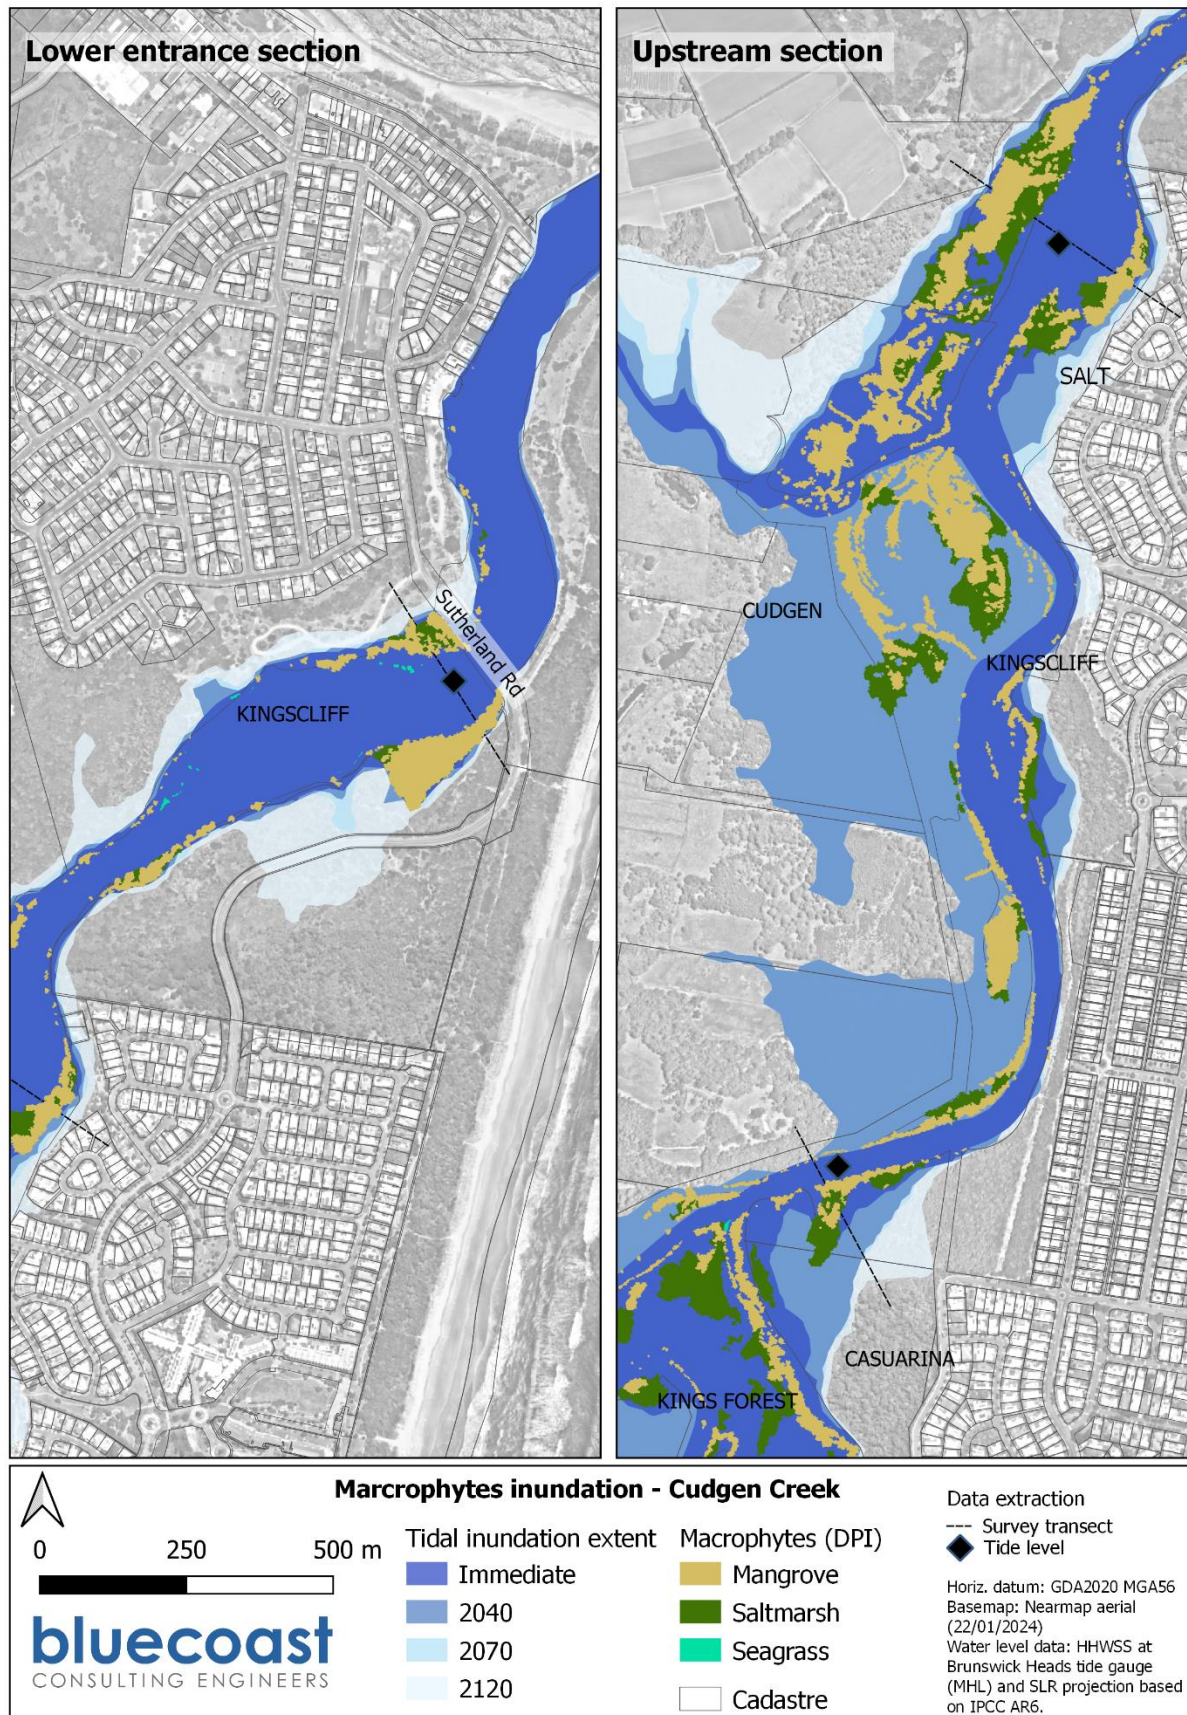 Lower entrance section
Sutherland Rd
KINGSCLIFF
Upstream section
SALT
CUDGEN
KINGSCLIFF
CASUARINA
KINGS FOREST
Marcrophytes inundation - Cudgen Creek
0 250 500 m
bluecoast
CONSULTING ENGINEERS
Tidal inundation extent
Immediate
2040
2070
2120
Macrophytes (DPI)
Mangrove
Saltmarsh
Seagrass
Cadastre
Data extraction
Survey transect
Tide level
Horiz. datum: GDA2020 MGA56
Basemap: Nearmap aerial
(22/01/2024)
Water level data: HHWSS at
Brunswick Heads tide gauge
(MHL) and SLR projection based
on IPCC AR6.